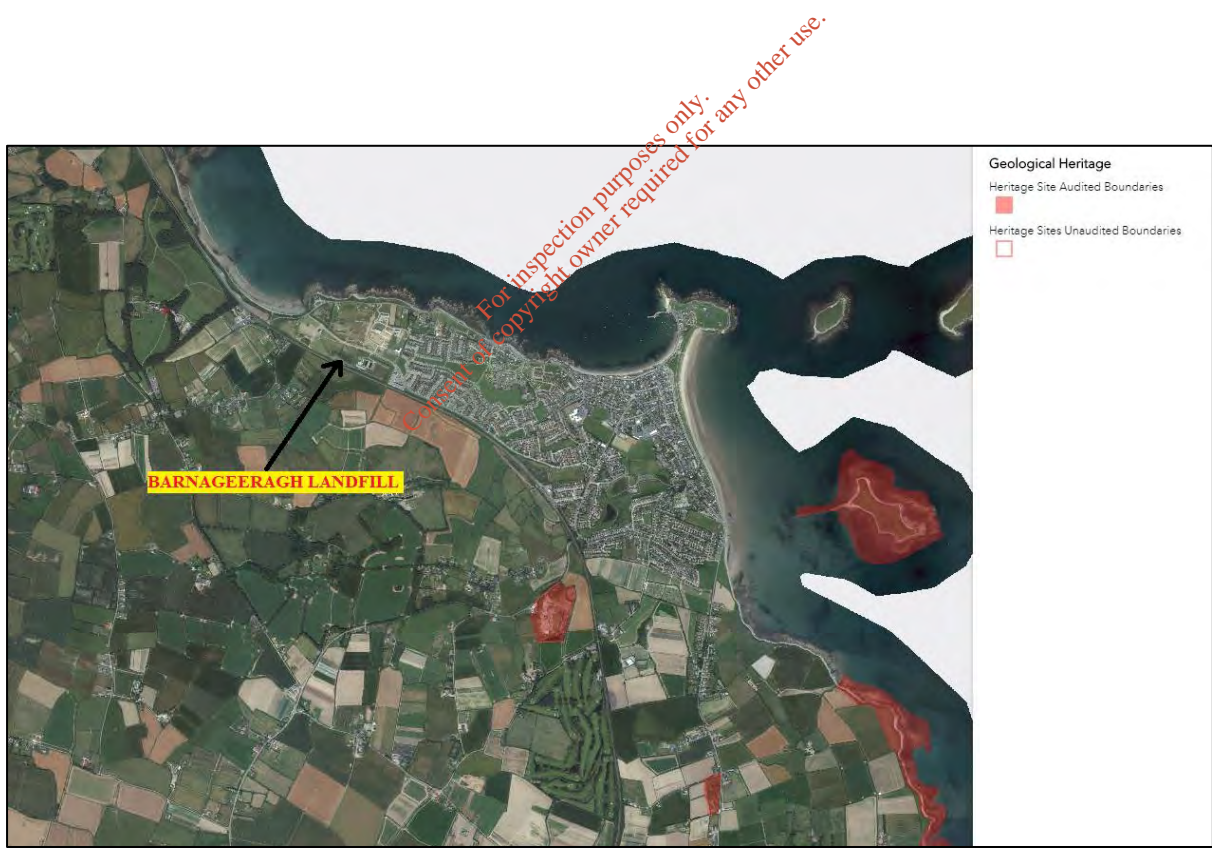 For inspection purposes only.
Consent of copyright owner required for any other use.
Geological Heritage
Heritage Site Audited Boundaries
Heritage Sites Unaudited Boundaries
BARNAGEERAGH LANDFILL